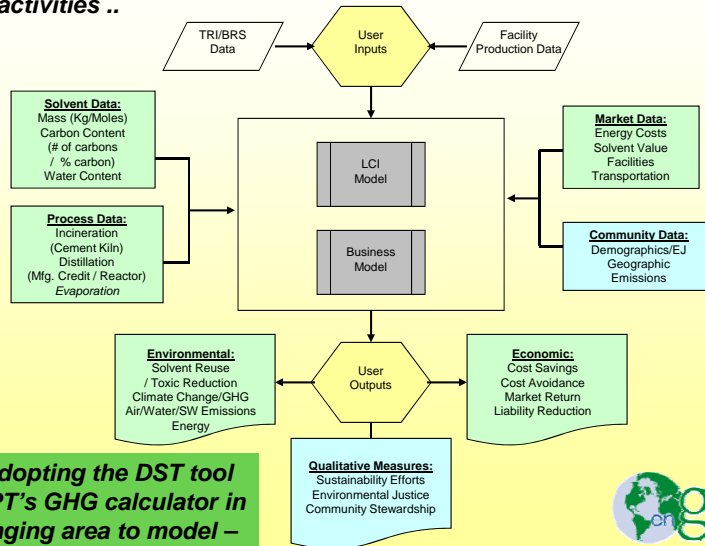 activities ..
TRI/BRS
Data
User
Inputs
Facility
Production Data
Solvent Data:
Mass (Kg/Moles)
Carbon Content
(# of carbons
/ % carbon)
Water Content
Process Data:
Incineration
(Cement Kiln)
Distillation
(Mfg. Credit / Reactor)
Evaporation
LCI
Model
Business
Model
Market Data:
Energy Costs
Solvent Value
Facilities
Transportation
Community Data:
Demographics/EJ
Geographic
Emissions
Environmental:
Solvent Reuse
/ Toxic Reduction
Climate Change/GHG
Air/Water/SW Emissions
Energy
User
Outputs
Economic:
Cost Savings
Cost Avoidance
Market Return
Liability Reduction
Qualitative Measures:
Sustainability Efforts
Environmental Justice
Community Stewardship
dopting the DST tool
PT's GHG calculator in
nging area to model –
en
g